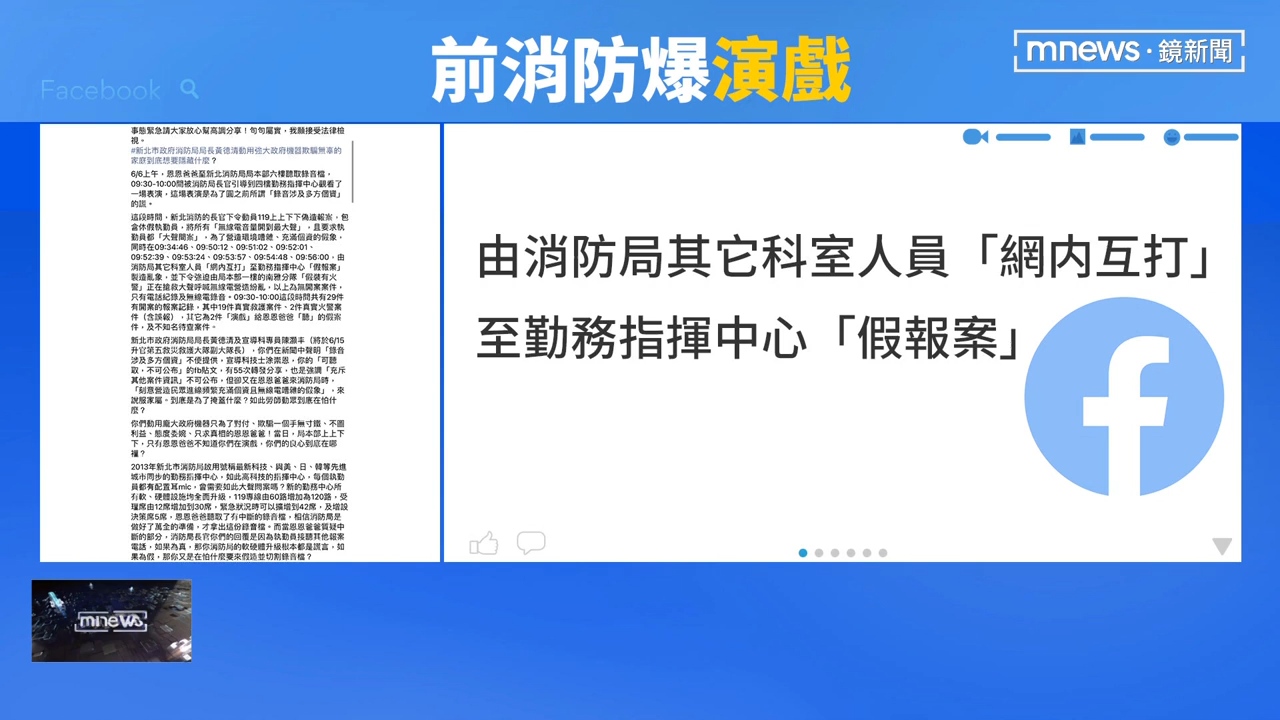 前消防爆演戲
mnews·鏡新聞
Facebook
事態緊急請大家放心幫高調分享！句句屬實，我願接受法律檢
視。
#新北市政府消防局局長黃德清動用強大政府機器欺騙無辜的
家庭到底想要隱藏什麼？
6/6上午，恩恩爸爸至新北消防局局本部六樓聽取錄音檔，
09:30-10:00間被消防局長官引導到四樓勤務指揮中心觀看了
一場表演，這場表演是為了圓之前所謂「錄音涉及多方個資」
的謊。
這段時間，新北消防的長官下令動員119上上下下偽造報案，包
含休假執勤員，將所有「無線電音量開到最大聲」，且要求執
勤員都「大聲問案」，為了營造環境嘈雜、充滿個資的假象，
同時在09:34:46、09:50:12、09:51:02、09:52:01、
09:52:39、09:53:24、09:53:57、09:54:48、09:56:00，由
消防局其它科室人員「網內互打」至勤務指揮中心「假報案」
製造亂象，並下令強迫由局本部一樓的南雅分隊「假裝有火
警」正在搶救大聲呼喊無線電營造紛亂，以上為無開案案件，
只有電話紀錄及無線電錄音。09:30-10:00這段時間共有29件
有開案的報案記錄，其中19件真實救護案件、2件真實火警案
件（含誤報），其它為2件「演戲」給恩恩爸爸「聽」的假案
件，及不知名待查案件。
新北市政府消防局局長黃德清及宣導科科專員陳灝丰（將於6/15
升官第五救災救護大隊副大隊長），你們在新聞中聲明「錄音
涉及多方個資」不便提供，宣導科技士涂崇恩，你的「可聽
取，不可公布」的fb貼文，有55次轉發分享，也是強調「充斥
其他案件資訊」不可公布，但卻又在恩恩爸爸來消防局時，
「刻意營造民眾進線頻繁充滿個資且無線電嘈雜的假象」，來
說服家屬。到底是為了掩蓋什麼？如此勞師動眾到底在怕什
麼？
你們動用龐大政府機器只為了對付、欺騙一個手無寸鐵、不圖
利益、態度委婉、只求真相的恩恩爸爸！當日，局本部上上下
下，只有恩恩爸爸不知道你們在演戲，你們的良心到底在哪
裡？
2013年新北市消防局啟用號稱最新科技、與美、日、韓等先進
城市同步的勤務指揮中心，如此高科技的指揮中心，每個執勤
員都有配置耳mic，會需要如此大聲問案嗎？新的勤務中心所
有軟、硬體設施均全面升級，119專線由60路增加為120路，受
理席由12席增加到30席，緊急狀況時可以擴增到42席，及增設
決策席5席，恩恩爸爸聽取了有中斷的錄音檔，相信消防局是
做好了萬全的準備，才拿出這份錄音檔。而當恩恩爸爸質疑中
斷的部分，消防局長官你們的回覆是因為執勤員接聽其他報案
電話，如果為真，那你消防局的軟硬體升級根本都是謊言，如
果為假，那你又是在怕什麼要來假造並切割錄音檔？
由消防局其它科室人員「網內互打」
至勤務指揮中心「假報案」
mnews